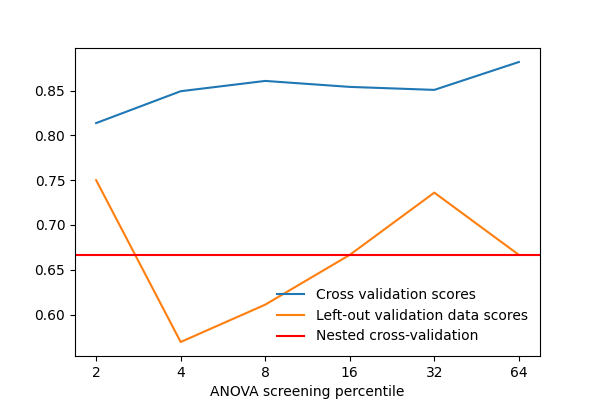 0.85
0.80
0.75
0.70
0.65
0.60
Cross validation scores
Left-out validation data scores
Nested cross-validation
2 4 8 16 32 64
ANOVA screening percentile